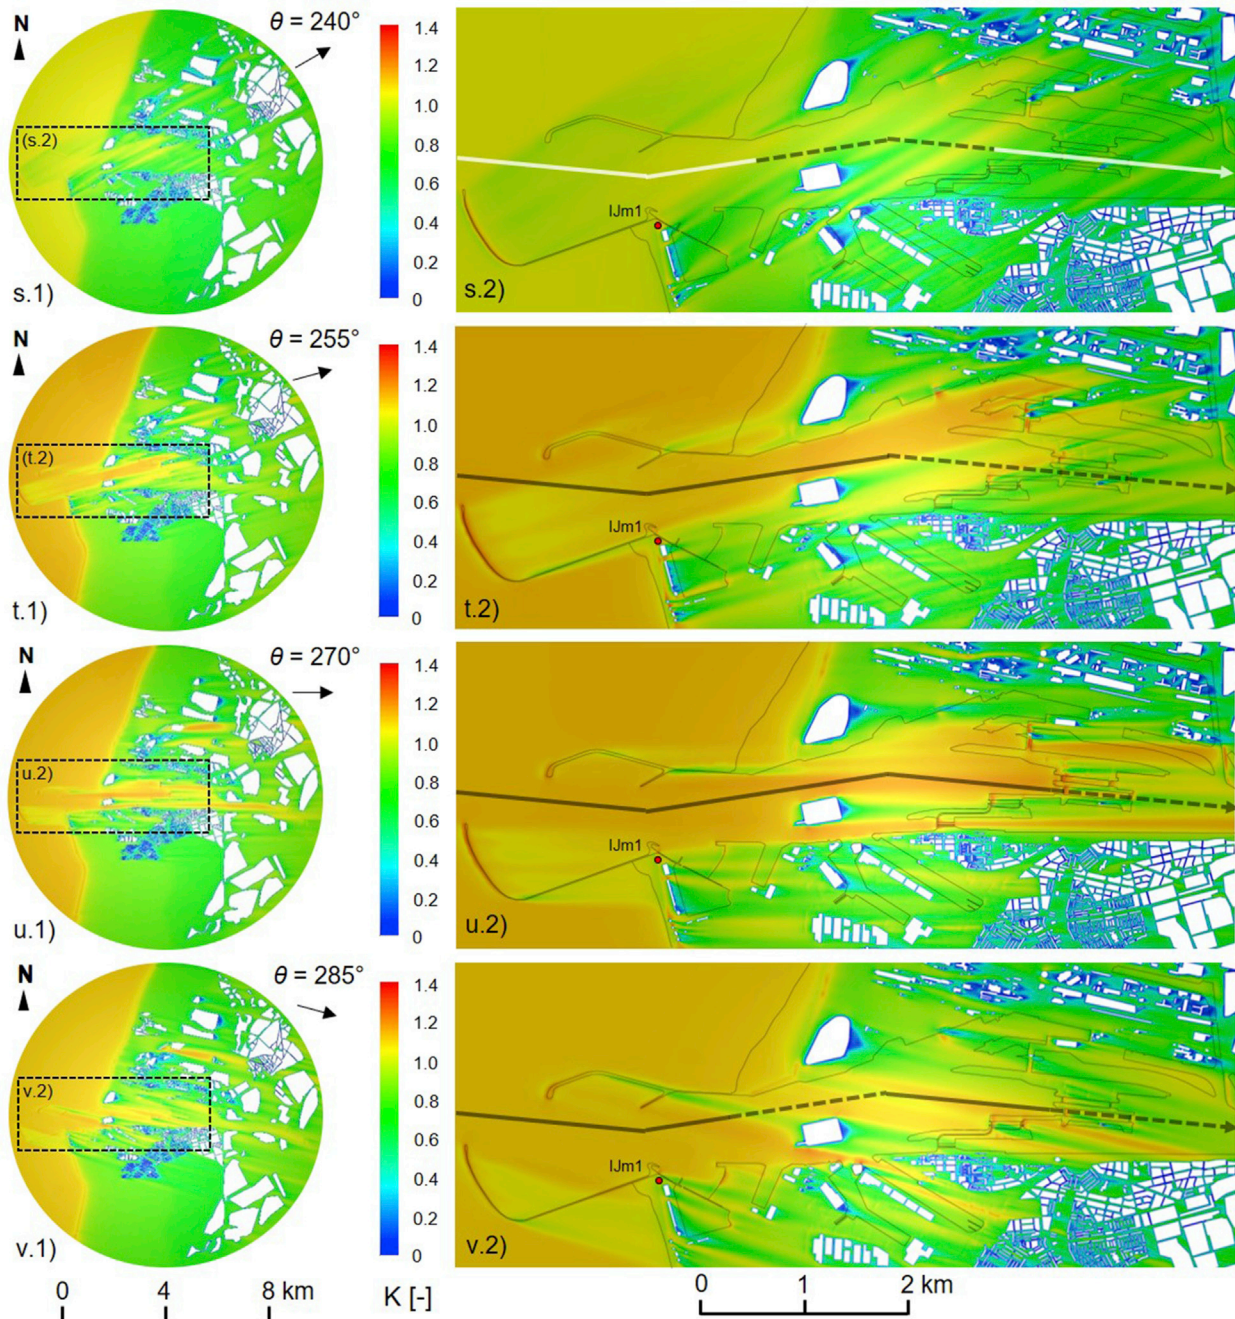 N
θ = 240°
1.4
1.2
1.0
0.8
0.6
0.4
0.2
0
(s.2)
s.1)
IJm1
s.2)
N
θ = 255°
1.4
1.2
1.0
0.8
0.6
0.4
0.2
0
(t.2)
t.1)
IJm1
t.2)
N
θ = 270°
1.4
1.2
1.0
0.8
0.6
0.4
0.2
0
u.2)
u.1)
IJm1
u.2)
N
θ = 285°
1.4
1.2
1.0
0.8
0.6
0.4
0.2
0
v.2)
v.1)
IJm1
v.2)
0 4 8 km
K [-]
0 1 2 km